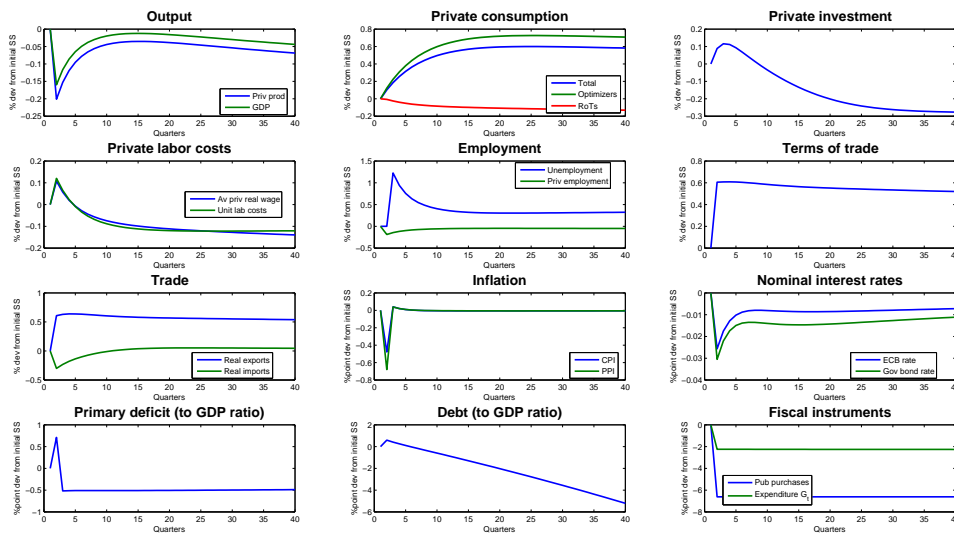 Output
% dev from initial SS
0
−0.05
−0.1
−0.15
−0.2
−0.25
0 5 10 15 20 25 30 35 40
Quarters
Priv prod
GDP
Private consumption
% dev from initial SS
0.8
0.6
0.4
0.2
0
−0.2
0 5 10 15 20 25 30 35 40
Quarters
Total
Optimizers
RoTs
Private investment
% dev from initial SS
0.2
0.1
0
−0.1
−0.2
−0.3
0 5 10 15 20 25 30 35 40
Quarters
Private labor costs
% dev from initial SS
0.2
0.1
0
−0.1
−0.2
0 5 10 15 20 25 30 35 40
Quarters
Av priv real wage
Unit lab costs
Employment
% dev from initial SS
1.5
1
0.5
0
−0.5
0 5 10 15 20 25 30 35 40
Quarters
Unemployment
Priv employment
Terms of trade
% dev from initial SS
0.8
0.6
0.4
0.2
0
0 5 10 15 20 25 30 35 40
Quarters
Trade
% dev from initial SS
1
0.5
0
−0.5
0 5 10 15 20 25 30 35 40
Quarters
Real exports
Real imports
Inflation
%point dev from initial SS
0.2
0
−0.2
−0.4
−0.6
−0.8
0 5 10 15 20 25 30 35 40
Quarters
CPI
PPI
Nominal interest rates
%point dev from initial SS
0
−0.01
−0.02
−0.03
−0.04
0 5 10 15 20 25 30 35 40
Quarters
ECB rate
Gov bond rate
Primary deficit (to GDP ratio)
%point dev from initial SS
1
0.5
0
−0.5
−1
0 5 10 15 20 25 30 35 40
Quarters
Debt (to GDP ratio)
%point dev from initial SS
2
0
−2
−4
−6
0 5 10 15 20 25 30 35 40
Quarters
Fiscal instruments
%point dev from initial SS
0
−2
−4
−6
−8
0 5 10 15 20 25 30 35 40
Quarters
Pub purchases
Expenditure G_t